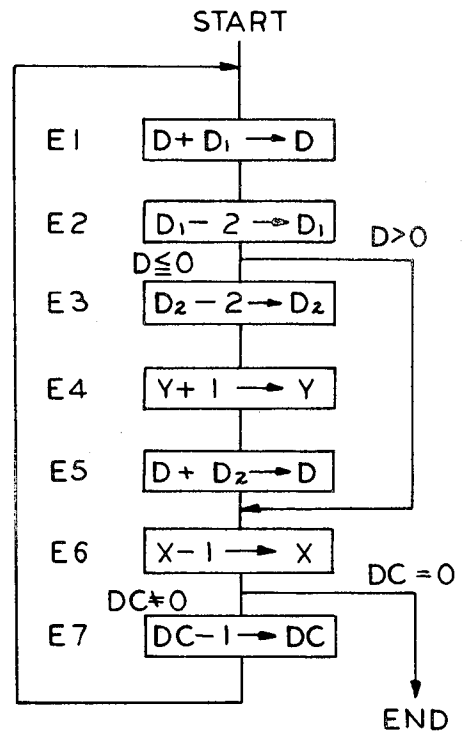 START
E1 D + D₁ → D
E2 D₁ - 2 → D₁
D>0
D≦0
E3 D₂ - 2 → D₂
E4 Y + 1 → Y
E5 D + D₂ → D
E6 X - 1 → X
DC = 0
DC ≠ 0
E7 DC - 1 → DC
END